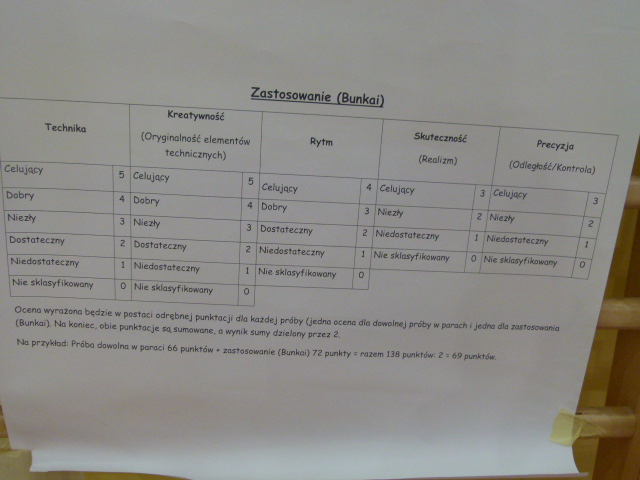 Zastosowanie (Bunkai)
Technika
Kreatywność
(Oryginalność elementów
technicznych)
Rytm
Skuteczność
(Realizm)
Precyzja
(Odległość/Kontrola)
Celujący 5 Celujący 5 Celujący 4 Celujący 3 Celujący 3
Dobry 4 Dobry 4 Dobry 3 Niezły 2 Niezły 2
Niezły 3 Niezły 3 Dostateczny 2 Niedostateczny 1 Niedostateczny 1
Dostateczny 2 Dostateczny 2 Niedostateczny 1 Nie sklasyfikowany 0 Nie sklasyfikowany 0
Niedostateczny 1 Niedostateczny 1 Nie sklasyfikowany 0
Nie sklasyfikowany 0 Nie sklasyfikowany 0
Ocena wyrażona będzie w postaci odrębnej punktacji dla każdej próby (jedna ocena dla dowolnej próby w parach i jedna dla zastosowania
(Bunkai). Na koniec, obie punktacje są sumowane, a wynik sumy dzielony przez 2.
Na przykład: Próba dowolna w paraci 66 punktów + zastosowanie (Bunkai) 72 punkty = razem 138 punktów: 2 = 69 punktów.